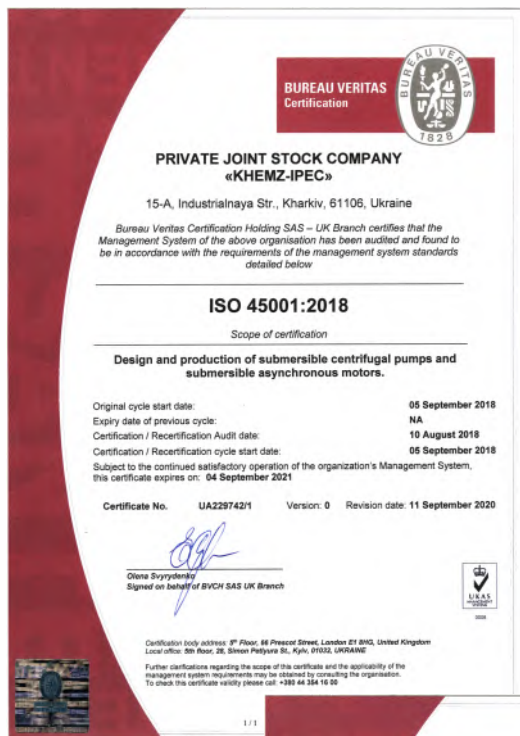 BUREAU VERITAS
Certification
BUREAU VERITAS
1828
PRIVATE JOINT STOCK COMPANY
«KHEMZ-IPEC»
15-A, Industrialnaya Str., Kharkiv, 61106, Ukraine
Bureau Veritas Certification Holding SAS – UK Branch certifies that the
Management System of the above organisation has been audited and found to
be in accordance with the requirements of the management system standards
detailed below
ISO 45001:2018
Scope of certification
Design and production of submersible centrifugal pumps and
submersible asynchronous motors.
Original cycle start date: 05 September 2018
Expiry date of previous cycle: NA
Certification / Recertification Audit date: 10 August 2018
Certification / Recertification cycle start date: 05 September 2018
Subject to the continued satisfactory operation of the organization's Management System,
this certificate expires on: 04 September 2021
Certificate No. UA229742/1 Version: 0 Revision date: 11 September 2020
Olena Svyrydenko
Signed on behalf of BVCH SAS UK Branch
UKAS
MANAGEMENT
SYSTEMS
Certification body address: 5th Floor, 66 Prescot Street, London E1 8HG, United Kingdom
Local office: 5th floor, 28, Simon Petlyura St., Kyiv, 01032, UKRAINE
Further clarifications regarding the scope of this certificate and the applicability of the
management system requirements may be obtained by consulting the organisation.
To check this certificate validity please call: +380 44 354 16 00
1 / 1